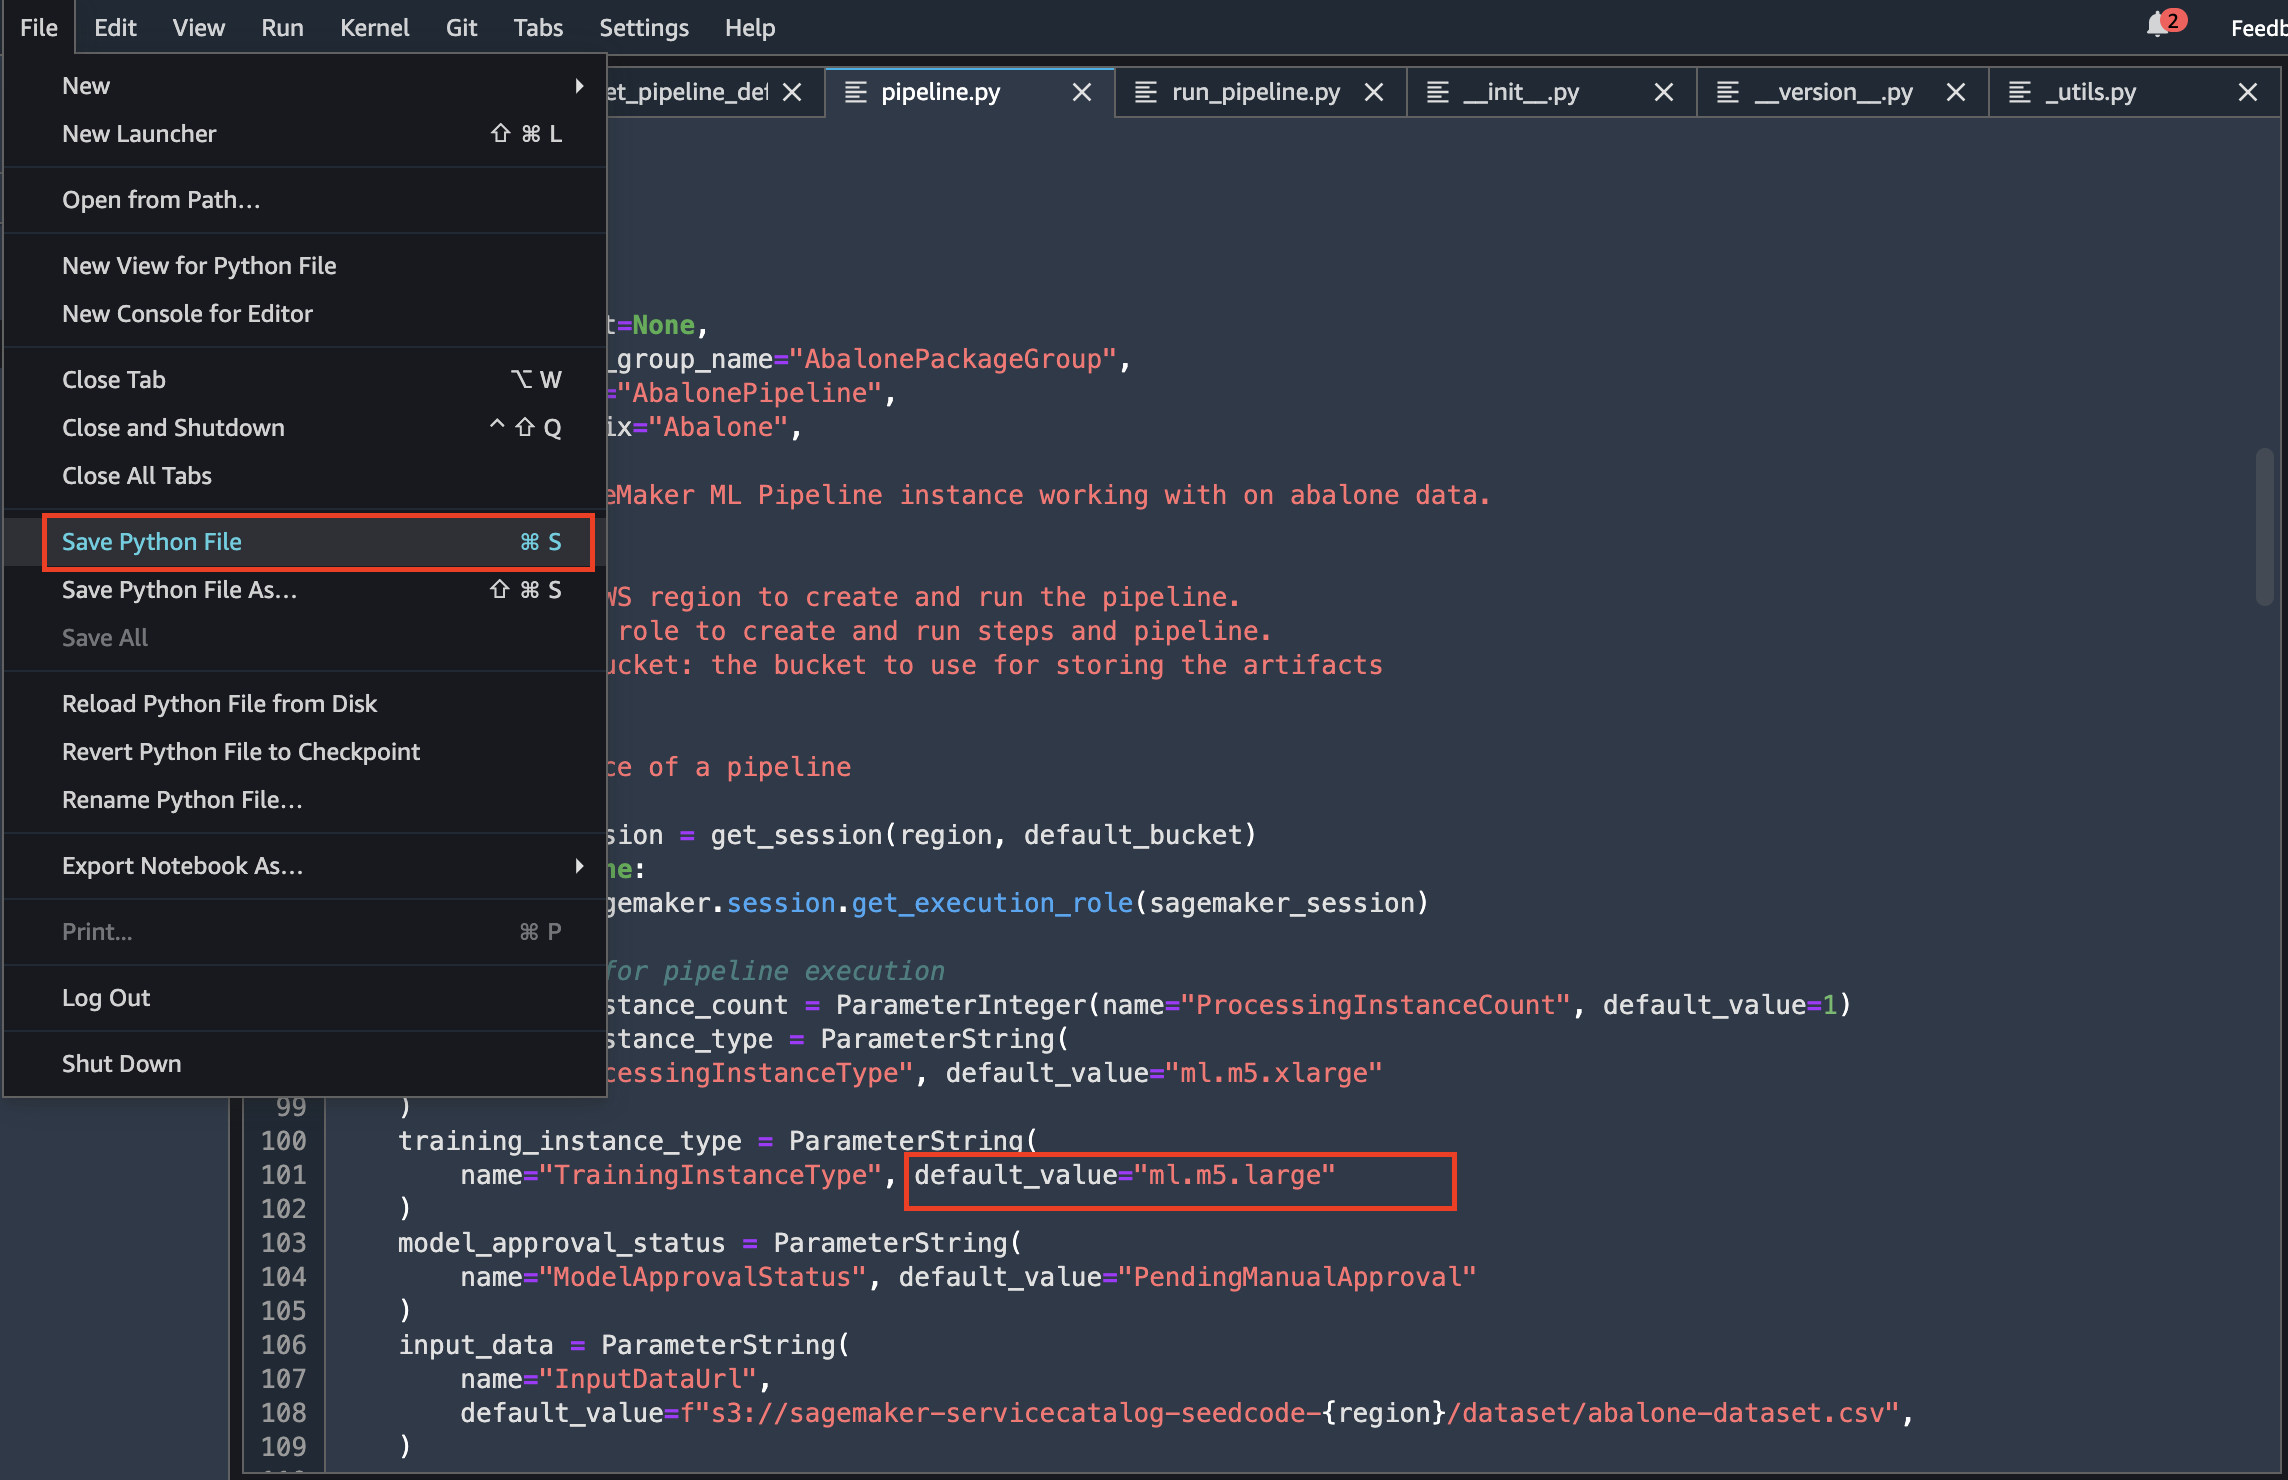 File Edit View Run Kernel Git Tabs Settings Help 2
New
New Launcher ⇧ ⌘ L
Open from Path…
New View for Python File
New Console for Editor
Close Tab ⌥ W
Close and Shutdown ^ ⇧ Q
Close All Tabs
Save Python File ⌘ S
Save Python File As… ⇧ ⌘ S
Save All
Reload Python File from Disk
Revert Python File to Checkpoint
Rename Python File…
Export Notebook As…
Print... ⌘ P
Log Out
Shut Down
et_pipeline_def pipeline.py run_pipeline.py __init__.py __version__.py _utils.py
t=None,
_group_name="AbalonePackageGroup",
="AbalonePipeline",
ix="Abalone",
eMaker ML Pipeline instance working with on abalone data.
WS region to create and run the pipeline.
role to create and run steps and pipeline.
ucket: the bucket to use for storing the artifacts
ce of a pipeline
sion = get_session(region, default_bucket)
ne:
gemaker.session.get_execution_role(sagemaker_session)
for pipeline execution
stance_count = ParameterInteger(name="ProcessingInstanceCount", default_value=1)
stance_type = ParameterString(
cessingInstanceType", default_value="ml.m5.xlarge"
99 )
100 training_instance_type = ParameterString(
101 name="TrainingInstanceType", default_value="ml.m5.large"
102 )
103 model_approval_status = ParameterString(
104 name="ModelApprovalStatus", default_value="PendingManualApproval"
105 )
106 input_data = ParameterString(
107 name="InputDataUrl",
108 default_value=f"s3://sagemaker-servicecatalog-seedcode-{region}/dataset/abalone-dataset.csv",
109 )